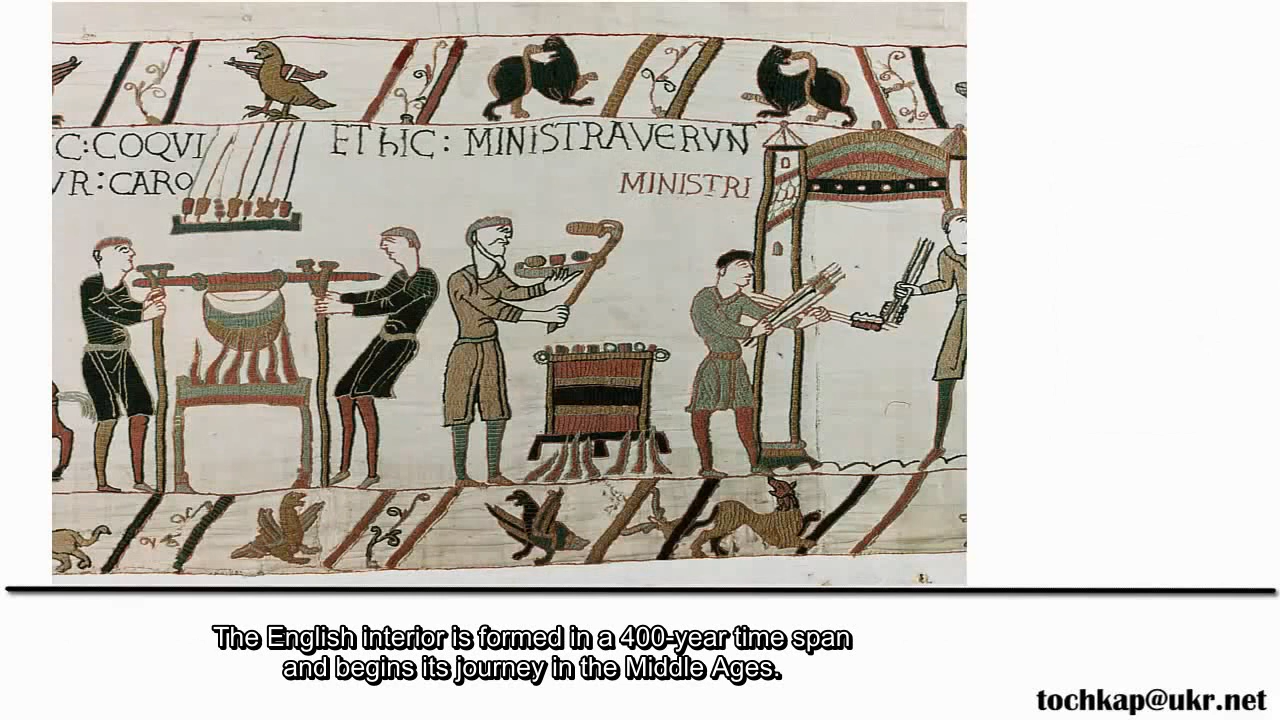 C:COQVI
ET hIC: MINISTRAVERVN
VR:CARO
MINISTRI
The English interior is formed in a 400-year time span
and begins its journey in the Middle Ages.
tochkap@ukr.net